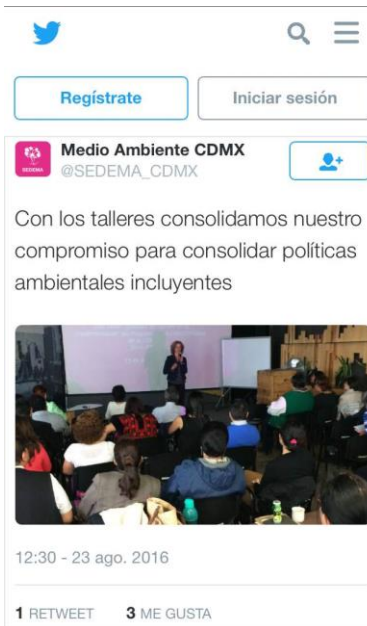 Regístrate
Iniciar sesión
SEDEMA
Medio Ambiente CDMX
@SEDEMA_CDMX
Con los talleres consolidamos nuestro
compromiso para consolidar políticas
ambientales incluyentes
12:30 - 23 ago. 2016
1 RETWEET 3 ME GUSTA